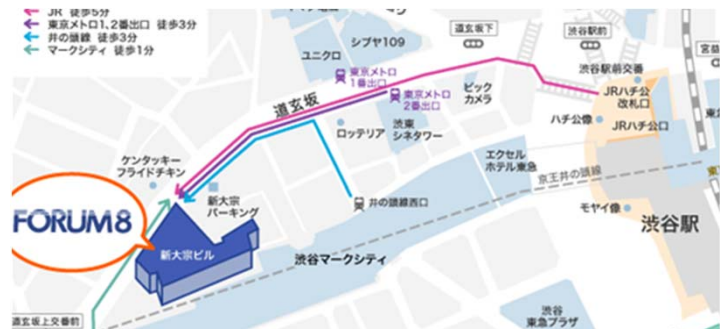 JR 徒歩5分
東京メトロ1、2番出口 徒歩3分
井の頭線 徒歩3分
マークシティ 徒歩1分
シブヤ109
ユニクロ
東京メトロ
1番出口
東京メトロ
2番出口
道玄坂下
渋谷駅前
渋谷駅前交番
宮益
JRハチ公
改札口
ハチ公像
JRハチ公口
ビック
カメラ
道玄坂
ロッテリア
渋東
シネタワー
エクセル
ホテル東急
京王井の頭線
ケンタッキー
フライドチキン
新大宗
パーキング
井の頭線西口
モヤイ像
渋谷駅
FORUM8
新大宗ビル
渋谷マークシティ
道玄坂上交番前
渋谷
東急プラザ